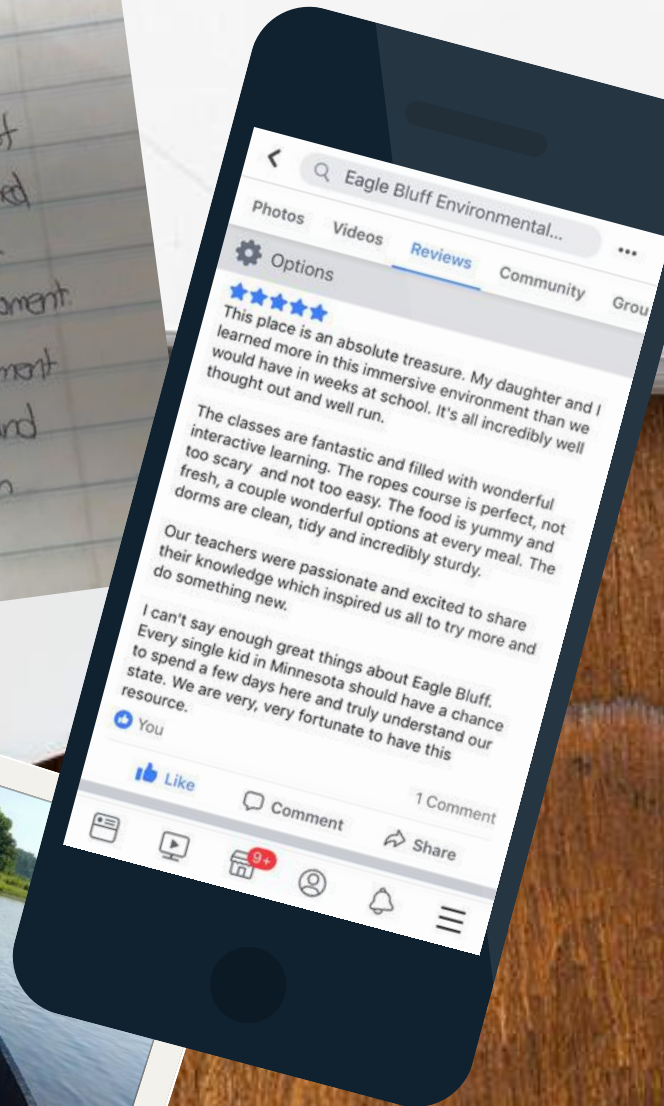 ed
oment.
ment
and
Eagle Bluff Environmental...
Photos Videos Reviews Community Grou
Options
This place is an absolute treasure. My daughter and I
learned more in this immersive environment than we
would have in weeks at school. It's all incredibly well
thought out and well run.
The classes are fantastic and filled with wonderful
interactive learning. The ropes course is perfect, not
too scary and not too easy. The food is yummy and
fresh, a couple wonderful options at every meal. The
dorms are clean, tidy and incredibly sturdy.
Our teachers were passionate and excited to share
their knowledge which inspired us all to try more and
do something new.
I can't say enough great things about Eagle Bluff.
Every single kid in Minnesota should have a chance
to spend a few days here and truly understand our
state. We are very, very fortunate to have this
resource.
You
1 Comment
Like Comment Share
9+